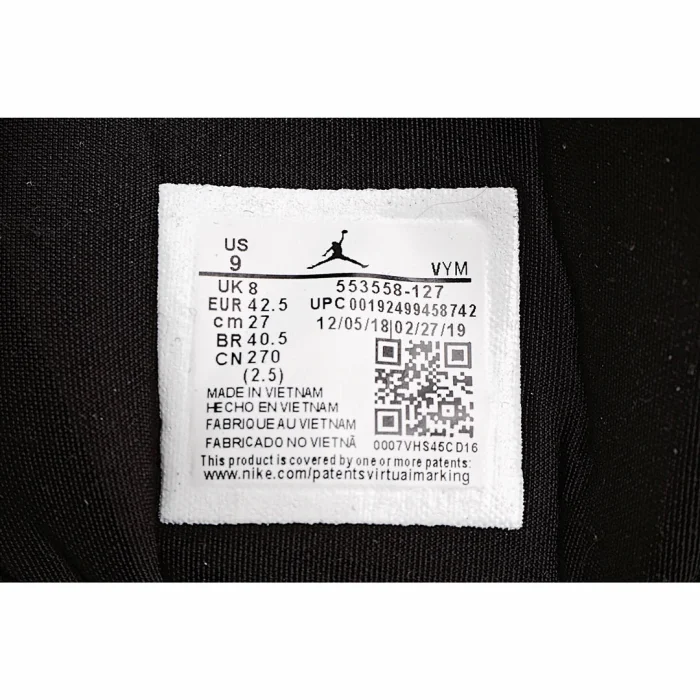 US
9
VYM
UK 8
EUR 42.5
cm 27
BR 40.5
CN 270
(2.5)
553558-127
UPC 00192499458742
12/05/18|02/27/19
MADE IN VIETNAM
HECHO EN VIETNAM
FABRIQUE AU VIETNAM
FABRICADO NO VIETNÃ
0007VHS45CD16
This product is covered by one or more patents:
www.nike.com/patentsvirtuaimarking